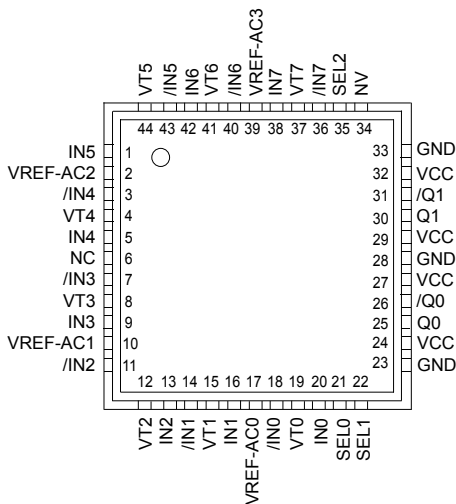 VT5
/IN5
IN6
VT6
/IN6
VREF-AC3
IN7
VT7
/IN7
SEL2
NV
44 43 42 41 40 39 38 37 36 35 34
IN5 1
VREF-AC2 2
/IN4 3
VT4 4
IN4 5
NC 6
/IN3 7
VT3 8
IN3 9
VREF-AC1 10
/IN2 11
33 GND
32 VCC
31 /Q1
30 Q1
29 VCC
28 GND
27 VCC
26 /Q0
25 Q0
24 VCC
23 GND
12 13 14 15 16 17 18 19 20 21 22
VT2
IN2
/IN1
VT1
IN1
VREF-AC0
/IN0
VT0
IN0
SEL0
SEL1